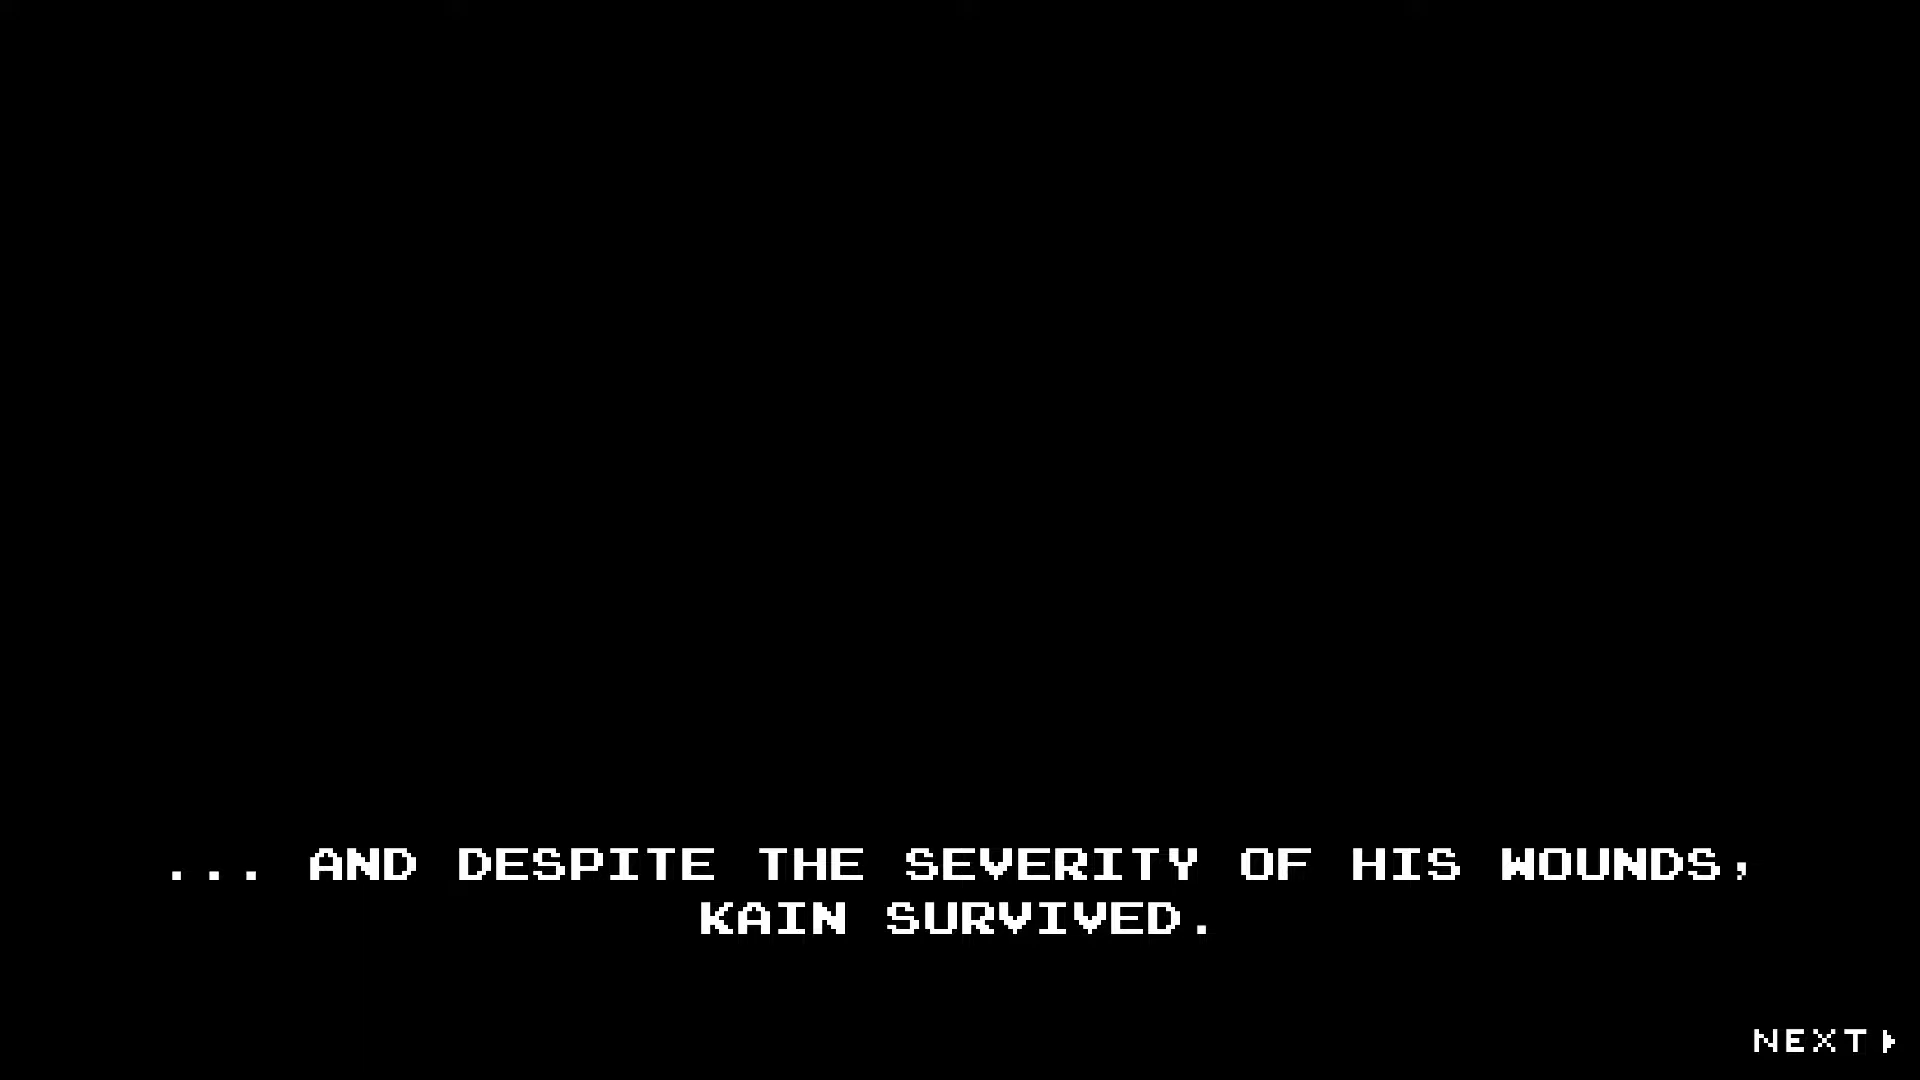 ... AND DESPITE THE SEVERITY OF HIS WOUNDS,
KAIN SURVIVED.
NEXT